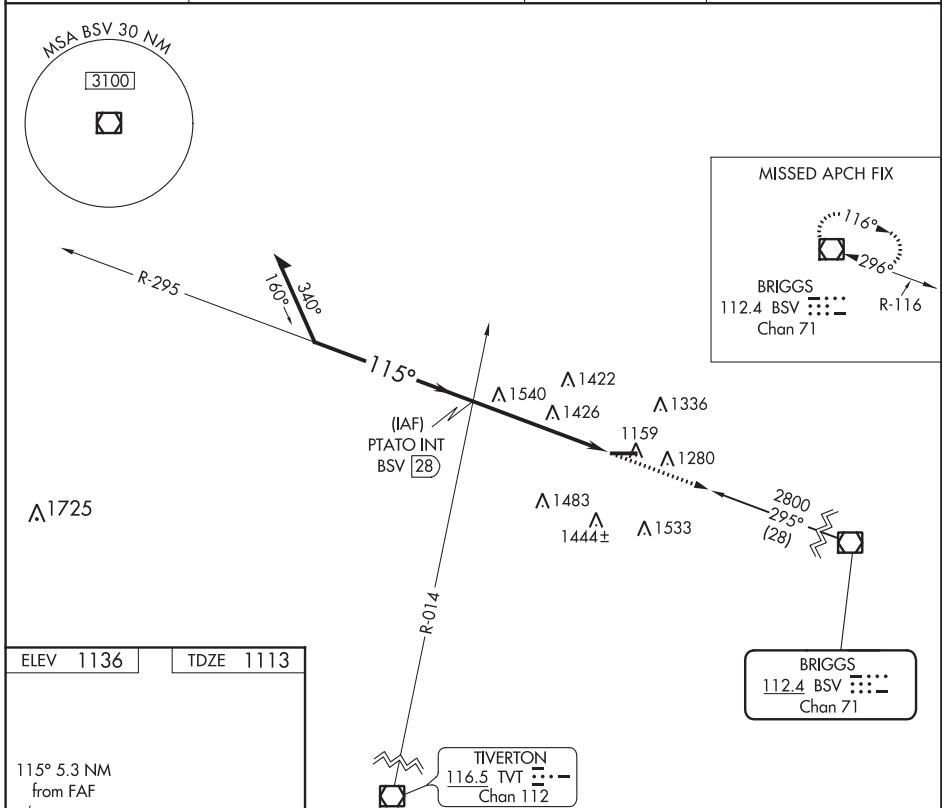 MSA BSV 30 NM
3100
MISSED APCH FIX
116°
296°
BRIGGS
112.4 BSV
Chan 71
R-116
R-295
340°
160°
115°
1540
1422
1426
1336
(IAF)
PTATO INT
BSV 28
1159
1280
1725
1483
1444±
1533
2800
295°
(28)
R-014
BRIGGS
112.4 BSV
Chan 71
ELEV 1136
TDZE 1113
115° 5.3 NM
from FAF
TIVERTON
116.5 TVT
Chan 112